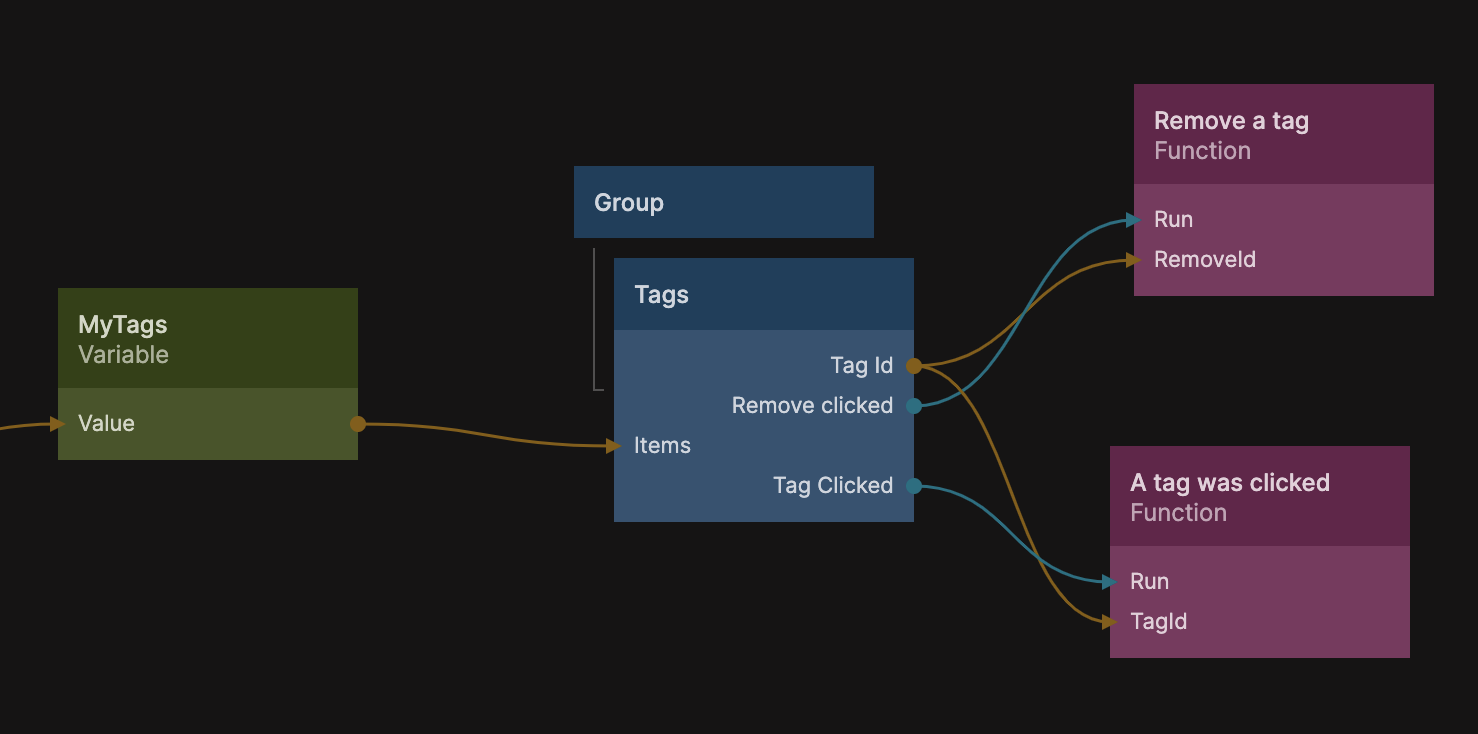 MyTags
Variable
Value
Group
Tags
Tag Id
Remove clicked
Items
Tag Clicked
Remove a tag
Function
Run
RemoveId
A tag was clicked
Function
Run
TagId